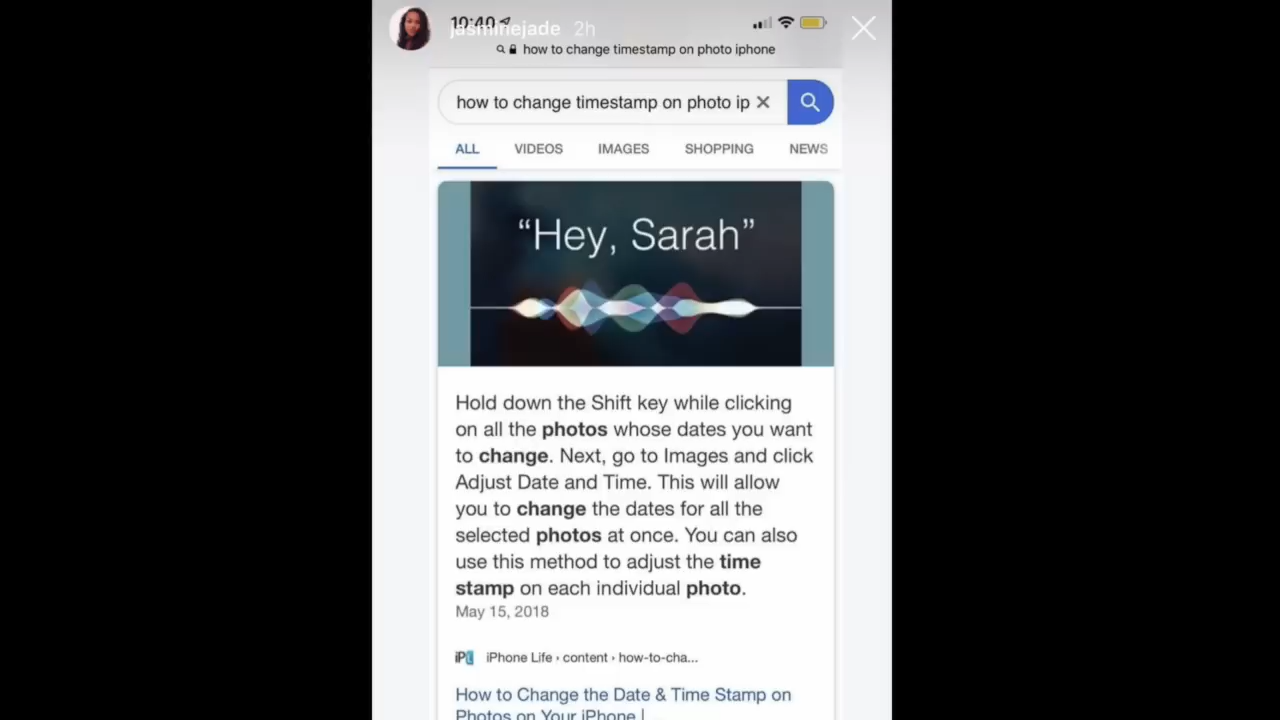 10:40
jasminejade 2h
how to change timestamp on photo iphone
how to change timestamp on photo ip
ALL VIDEOS IMAGES SHOPPING NEWS
“Hey, Sarah”
Hold down the Shift key while clicking
on all the photos whose dates you want
to change. Next, go to Images and click
Adjust Date and Time. This will allow
you to change the dates for all the
selected photos at once. You can also
use this method to adjust the time
stamp on each individual photo.
May 15, 2018
iPL iPhone Life › content › how-to-cha...
How to Change the Date & Time Stamp on
Photos on Your iPhone |